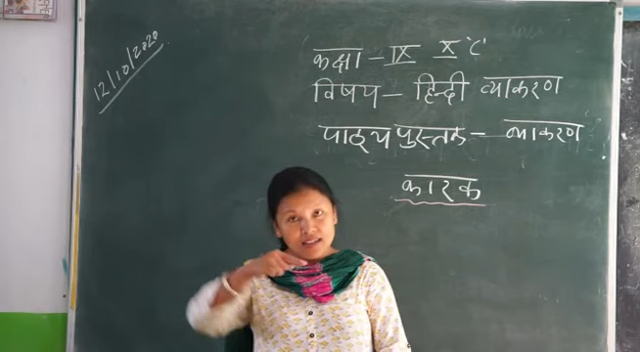 12/10/2020
कक्षा - IX X 'C'
विषय - हिन्दी व्याकरण
पाठ्यपुस्तक - व्याकरण
कारक